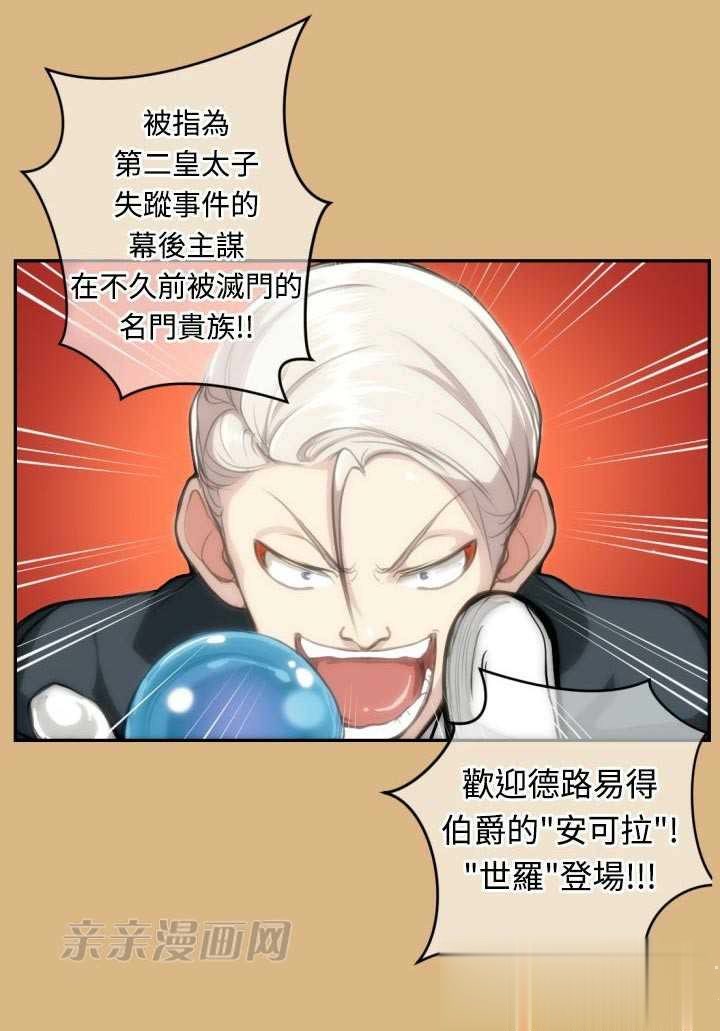 被指為
第二皇太子
失蹤事件的
幕後主謀
在不久前被滅門的
名門貴族!!
歡迎德路易得
伯爵的"安可拉"!
"世羅"登場!!!
亲亲漫画网